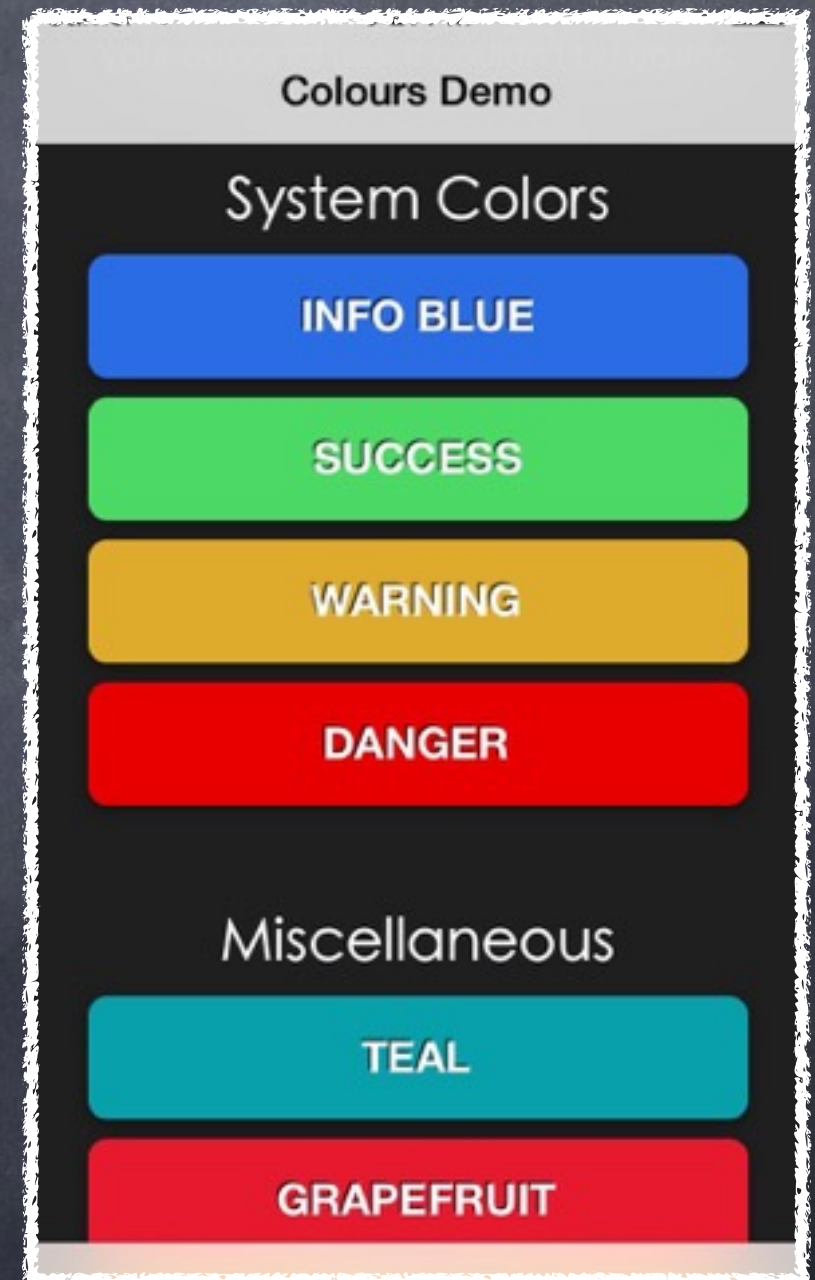 Colours Demo
System Colors
INFO BLUE
SUCCESS
WARNING
DANGER
Miscellaneous
TEAL
GRAPEFRUIT